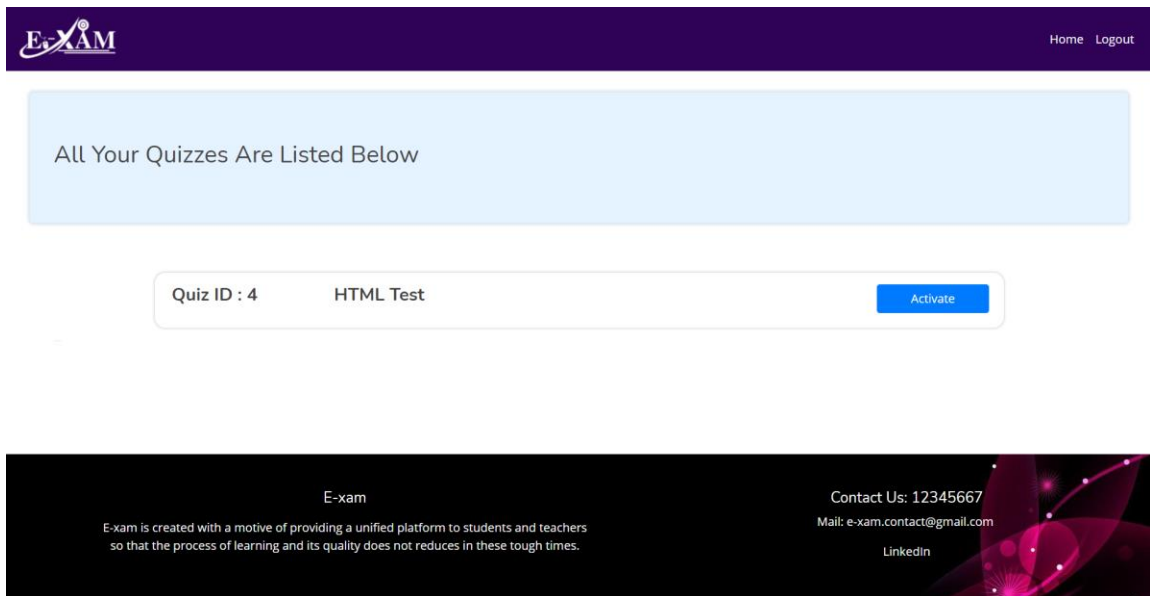 E-XAM
Home Logout
All Your Quizzes Are Listed Below
Quiz ID : 4 HTML Test Activate
E-xam
E-xam is created with a motive of providing a unified platform to students and teachers
so that the process of learning and its quality does not reduces in these tough times.
Contact Us: 12345667
Mail: e-xam.contact@gmail.com
LinkedIn